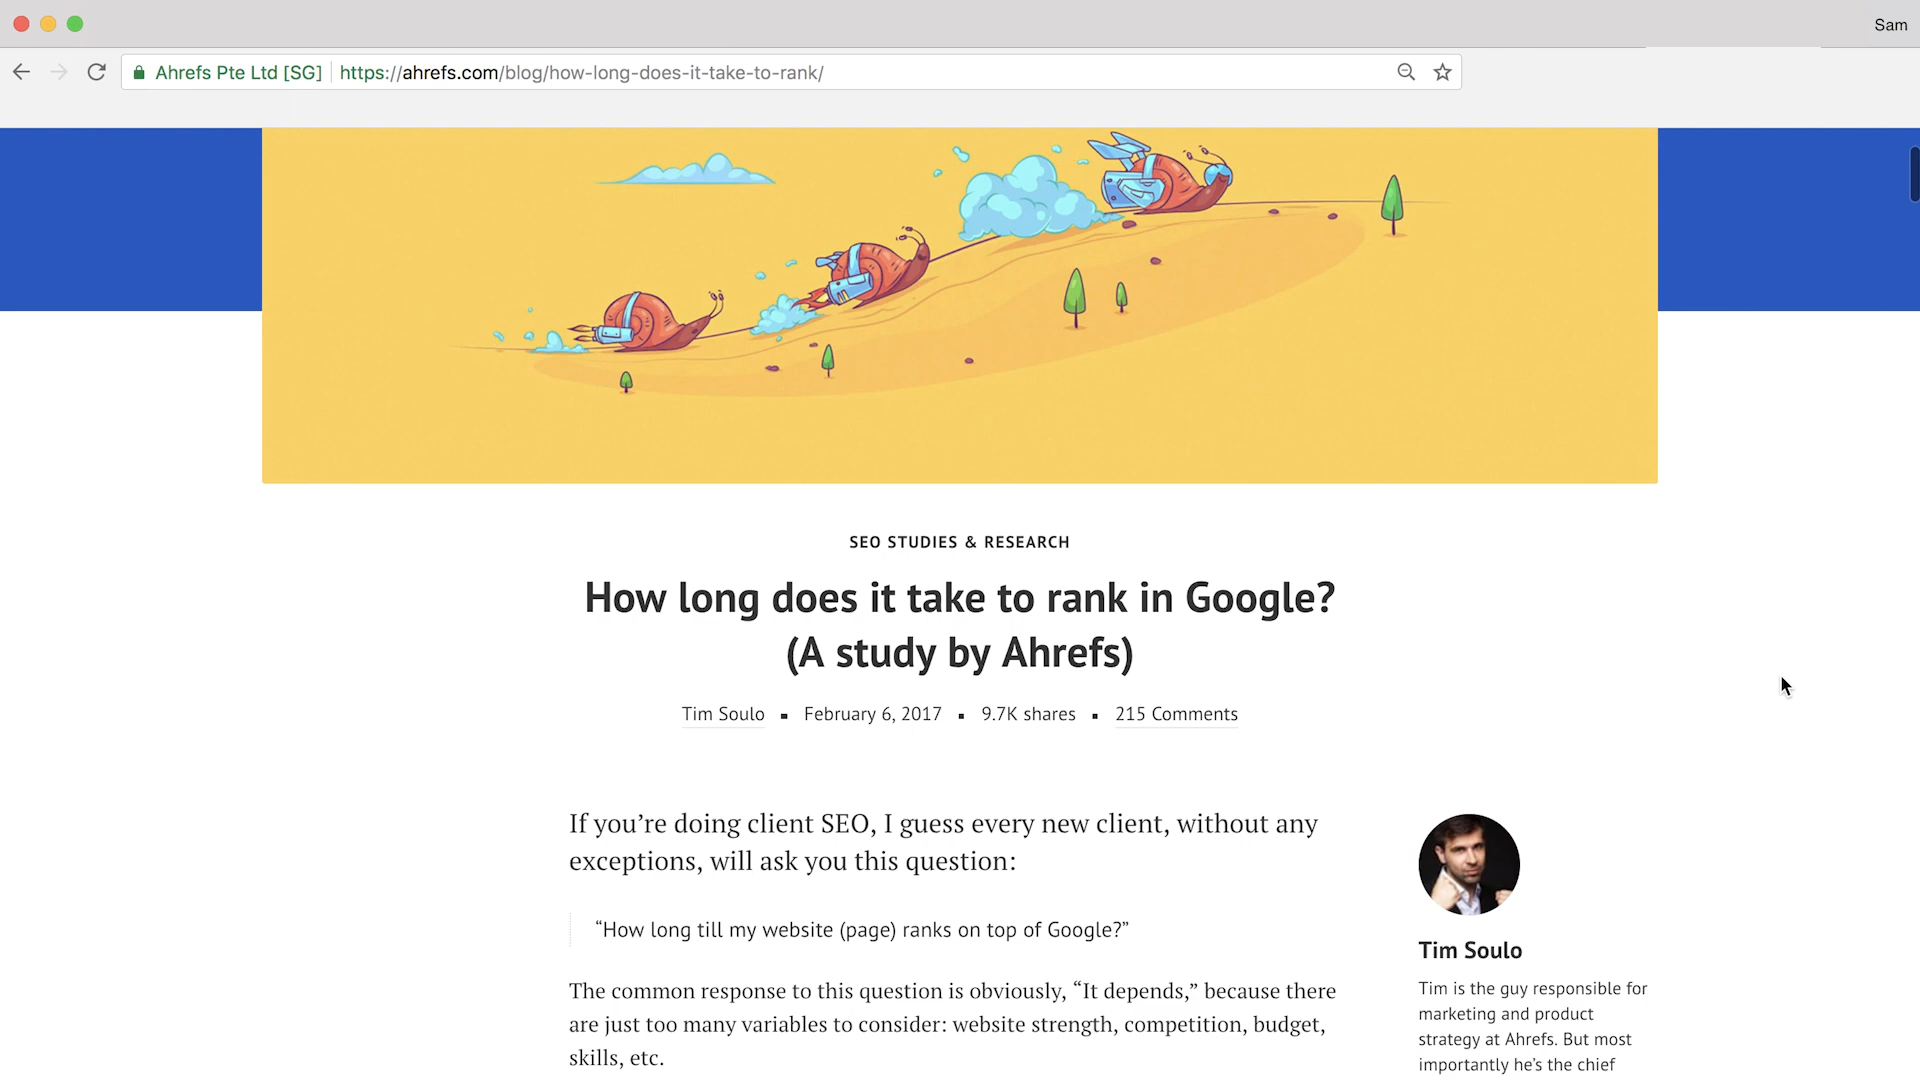 Sam
Ahrefs Pte Ltd [SG] https://ahrefs.com/blog/how-long-does-it-take-to-rank/
SEO STUDIES & RESEARCH
How long does it take to rank in Google?
(A study by Ahrefs)
Tim Soulo ▪ February 6, 2017 ▪ 9.7K shares ▪ 215 Comments
If you’re doing client SEO, I guess every new client, without any
exceptions, will ask you this question:
“How long till my website (page) ranks on top of Google?”
The common response to this question is obviously, “It depends,” because there
are just too many variables to consider: website strength, competition, budget,
skills, etc.
Tim Soulo
Tim is the guy responsible for
marketing and product
strategy at Ahrefs. But most
importantly he’s the chief